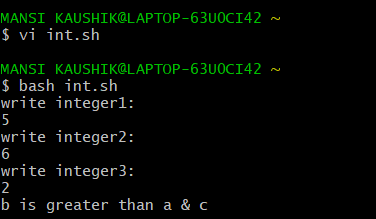 MANSI KAUSHIK@LAPTOP-63UOCI42 ~
$ vi int.sh
MANSI KAUSHIK@LAPTOP-63UOCI42 ~
$ bash int.sh
write integer1:
5
write integer2:
6
write integer3:
2
b is greater than a & c